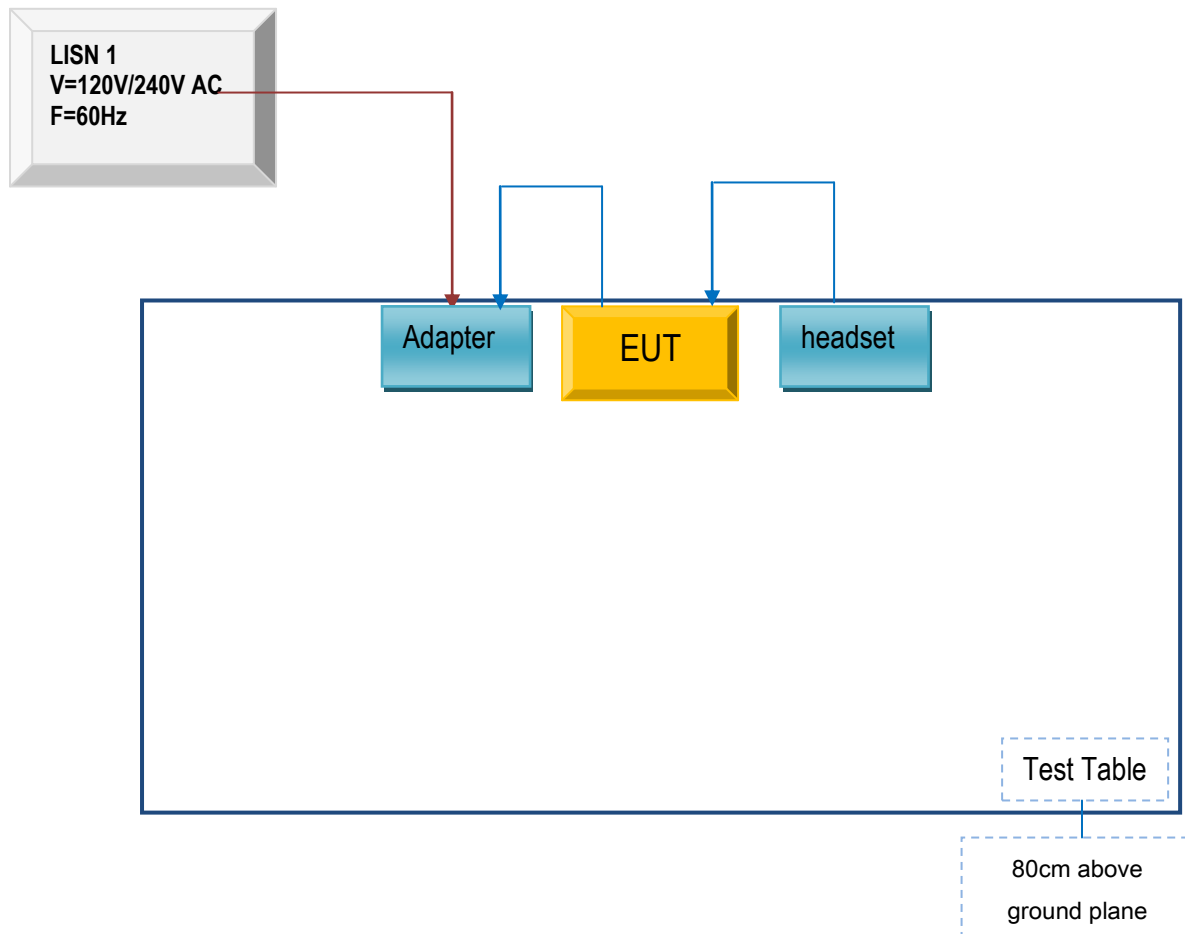 LISN 1
V=120V/240V AC
F=60Hz
Adapter
EUT
headset
Test Table
80cm above
ground plane